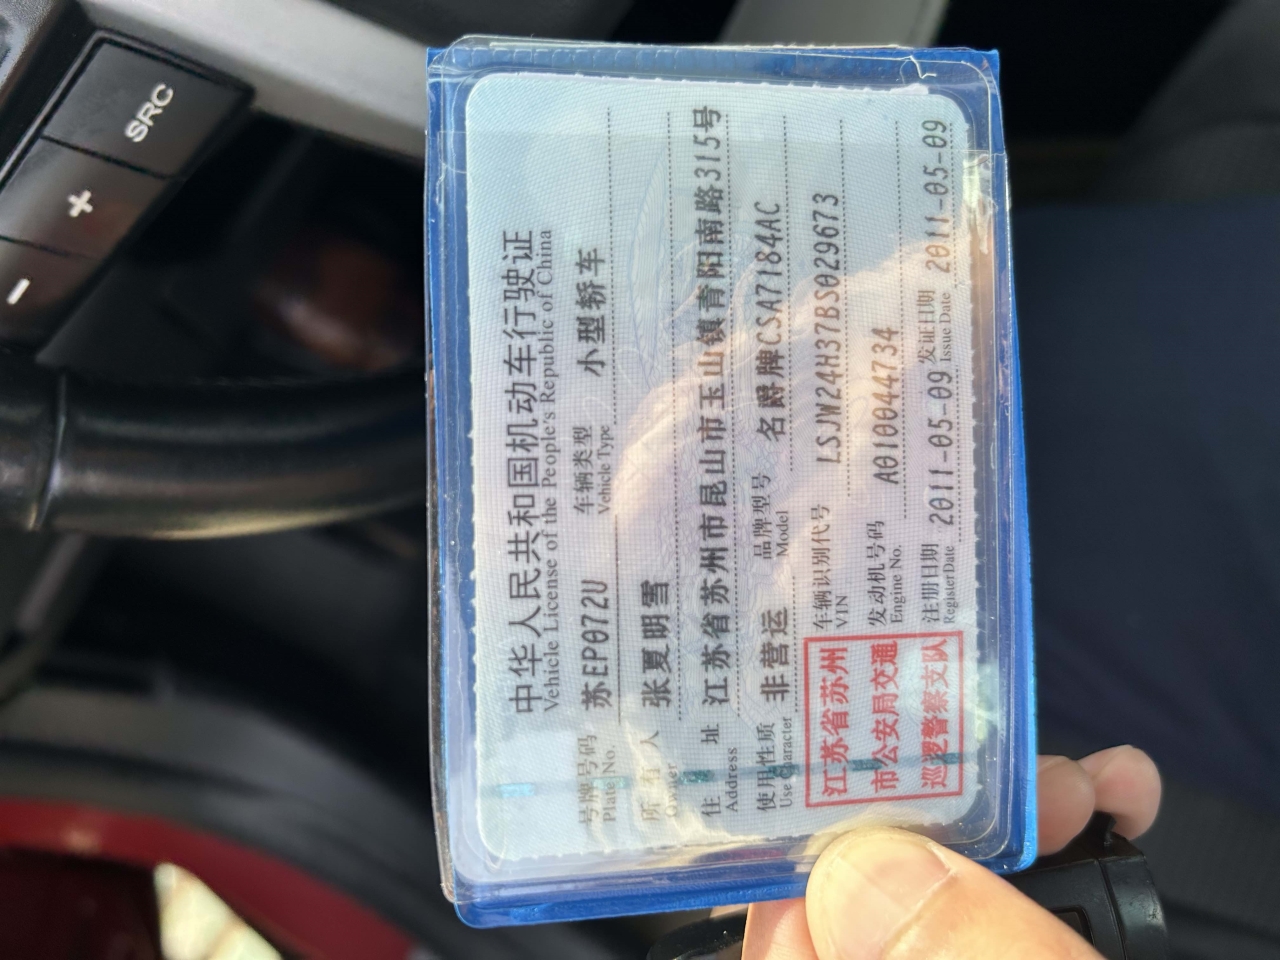 中华人民共和国机动车行驶证
Vehicle License of the People's Republic of China
号牌号码 苏EP072U 车辆类型 小型轿车
Plate No. Vehicle Type
所有人 张夏明雪
Owner
住址 江苏省苏州市昆山市玉山镇青阳南路315号
Address
使用性质 非营运 品牌型号 名爵牌CSA7184AC
Use Character Model
江苏省苏州市公安局交通巡逻警察支队
车辆识别代号 LSJW24H37BS029673
VIN
发动机号码 A010044734
Engine No.
注册日期 2011-05-09 发证日期 2011-05-09
Register Date Issue Date
SRC
+
-